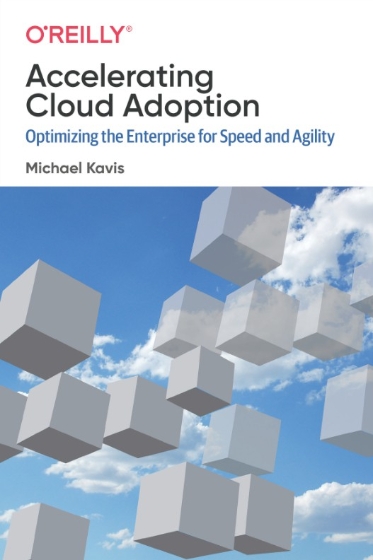 O'REILLY®
Accelerating
Cloud Adoption
Optimizing the Enterprise for Speed and Agility
Michael Kavis